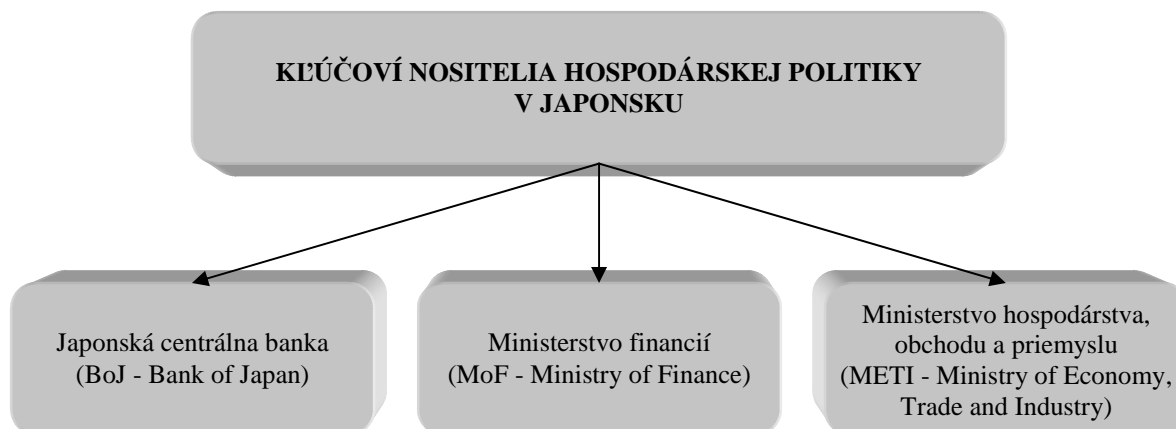 KĽÚČOVÍ NOSITELIA HOSPODÁRSKEJ POLITIKY
V JAPONSKU
Japonská centrálna banka
(BoJ - Bank of Japan)
Ministerstvo financií
(MoF - Ministry of Finance)
Ministerstvo hospodárstva,
obchodu a priemyslu
(METI - Ministry of Economy,
Trade and Industry)